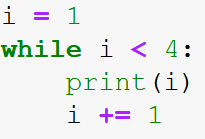 i = 1
while i < 4:
    print(i)
    i += 1